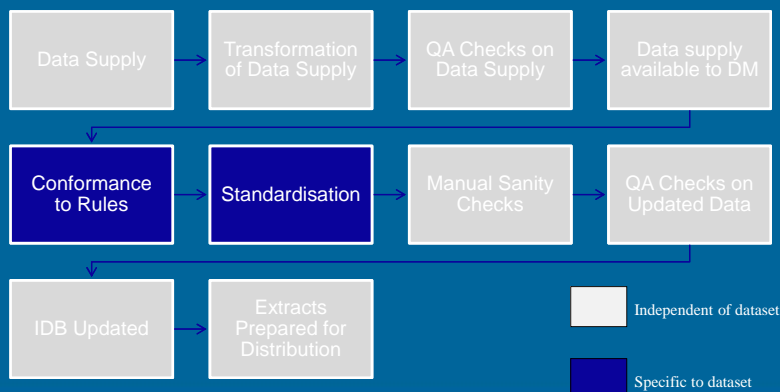 Data Supply
Transformation
of Data Supply
QA Checks on
Data Supply
Data supply
available to DM
Conformance
to Rules
Standardisation
Manual Sanity
Checks
QA Checks on
Updated Data
IDB Updated
Extracts
Prepared for
Distribution
Independent of dataset
Specific to dataset